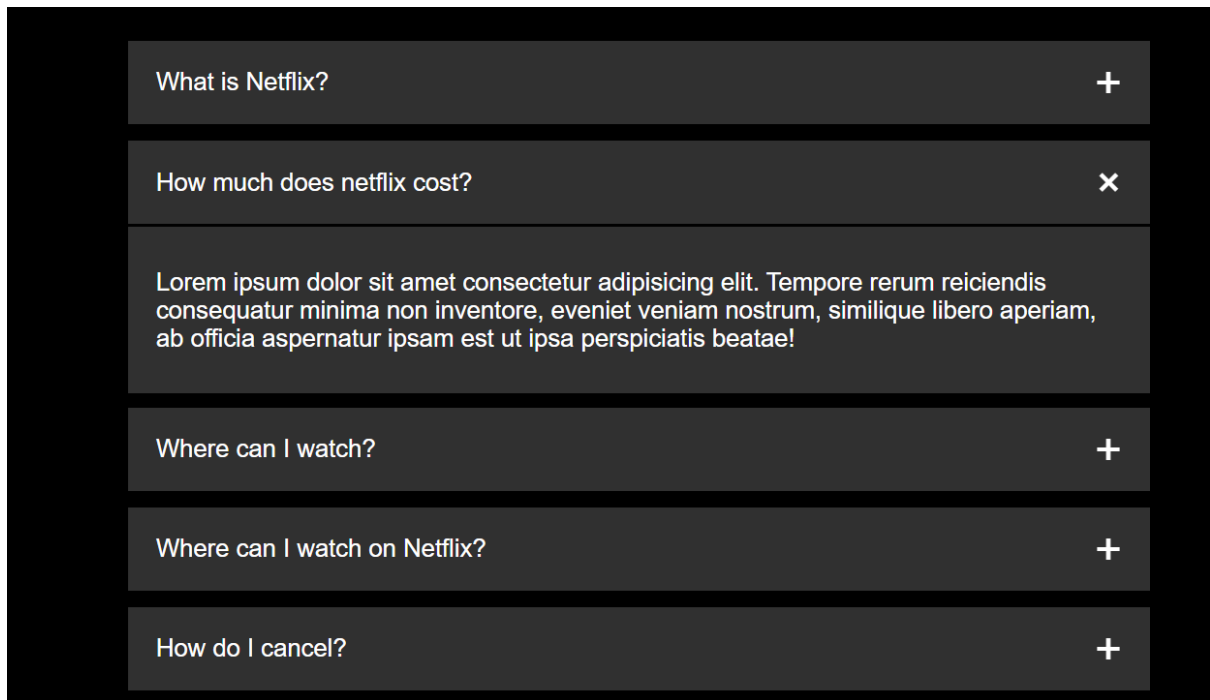 What is Netflix?
How much does netflix cost?
Lorem ipsum dolor sit amet consectetur adipisicing elit. Tempore rerum reiciendis
consequatur minima non inventore, eveniet veniam nostrum, similique libero aperiam,
ab officia aspernatur ipsam est ut ipsa perspiciatis beatae!
Where can I watch?
Where can I watch on Netflix?
How do I cancel?